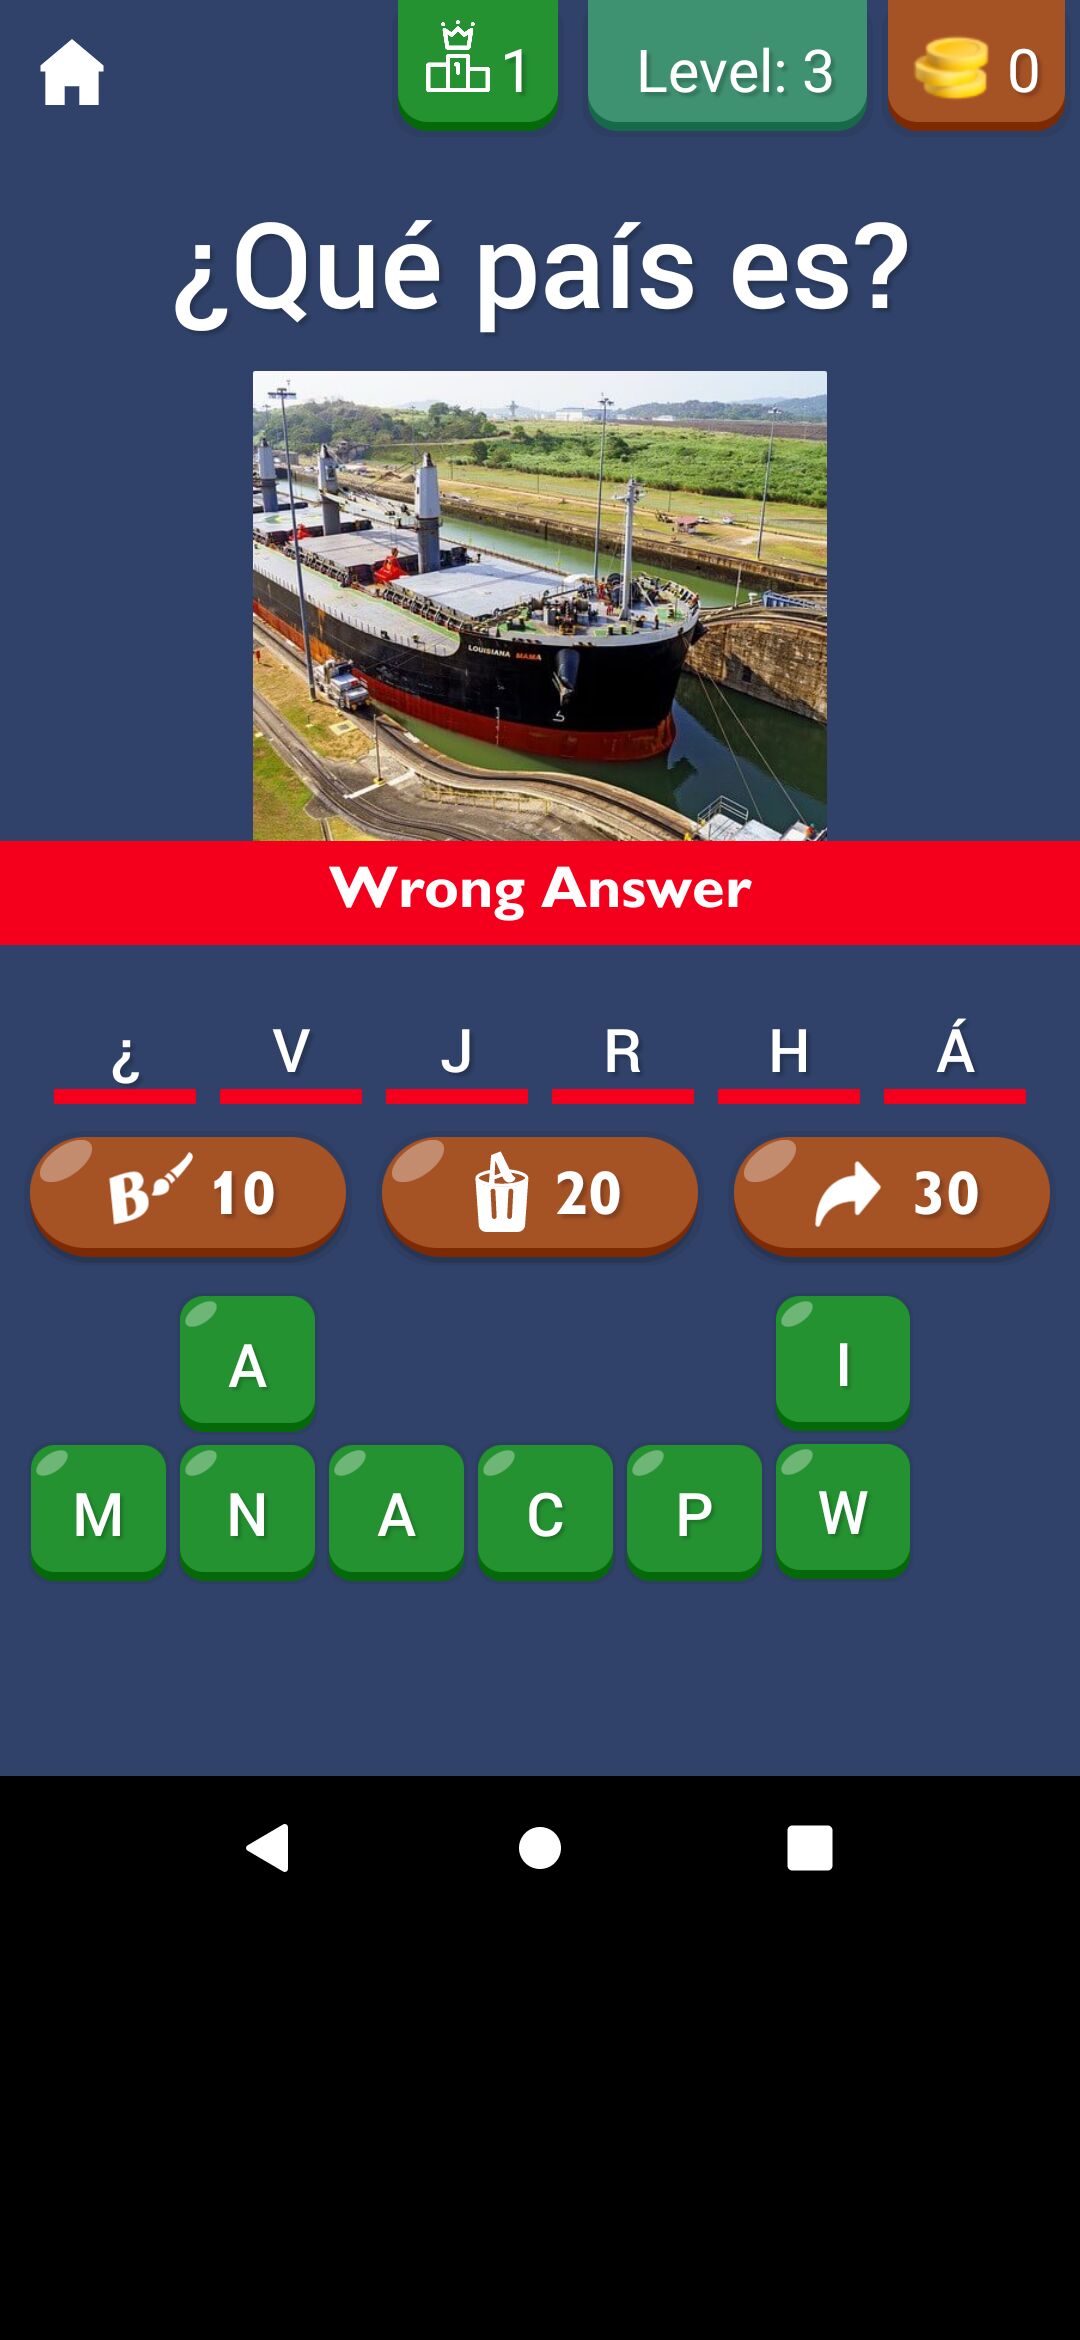 1 Level: 3 0
¿Qué país es?
LOUISIANA MAMA
Wrong Answer
¿ V J R H Á
B 10 20 30
A I
M N A C P W